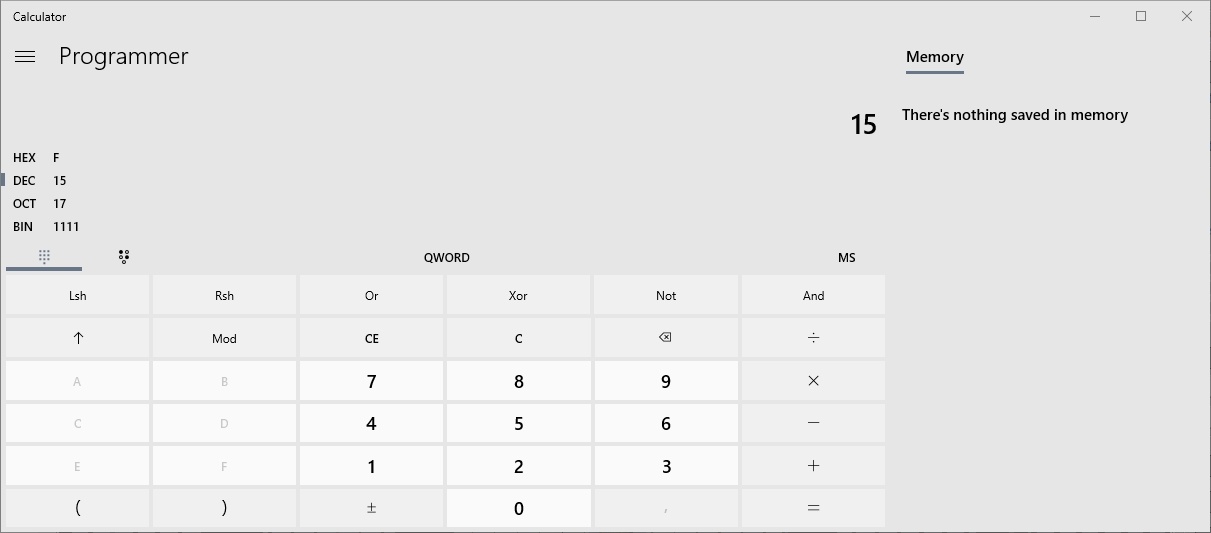 Calculator
Programmer
Memory
15
There's nothing saved in memory
HEX F
DEC 15
OCT 17
BIN 1111
QWORD MS
Lsh Rsh Or Xor Not And
↑ Mod CE C ⌫ ÷
A B 7 8 9 ×
C D 4 5 6 −
E F 1 2 3 +
( ) ± 0 , =